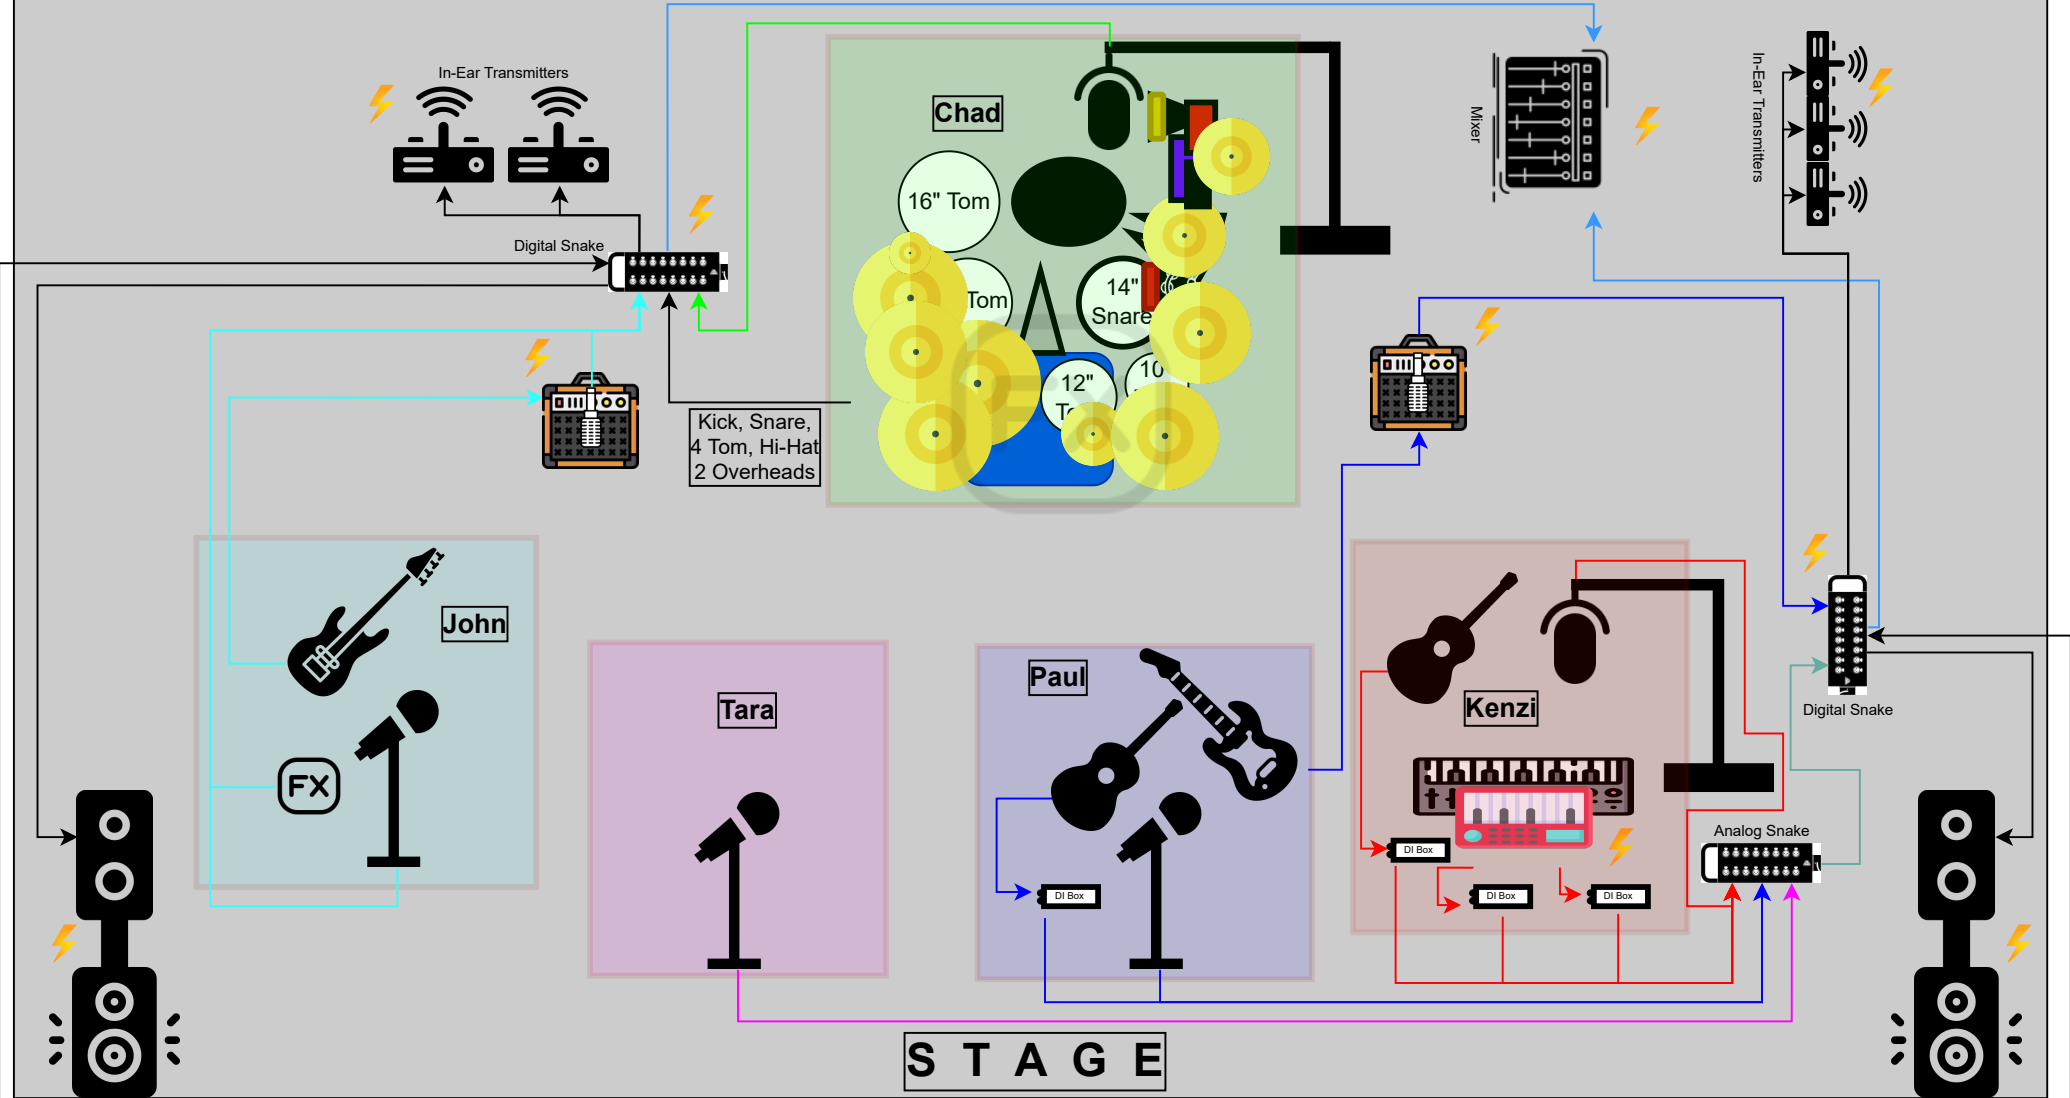 In-Ear Transmitters
Chad
Mixer
In-Ear Transmitters
16" Tom
Digital Snake
Tom
14"
Snare
12"
10
Kick, Snare,
4 Tom, Hi-Hat
2 Overheads
John
Tara
Paul
Kenzi
Digital Snake
FX
Analog Snake
DI Box
DI Box
DI Box
DI Box
STAGE